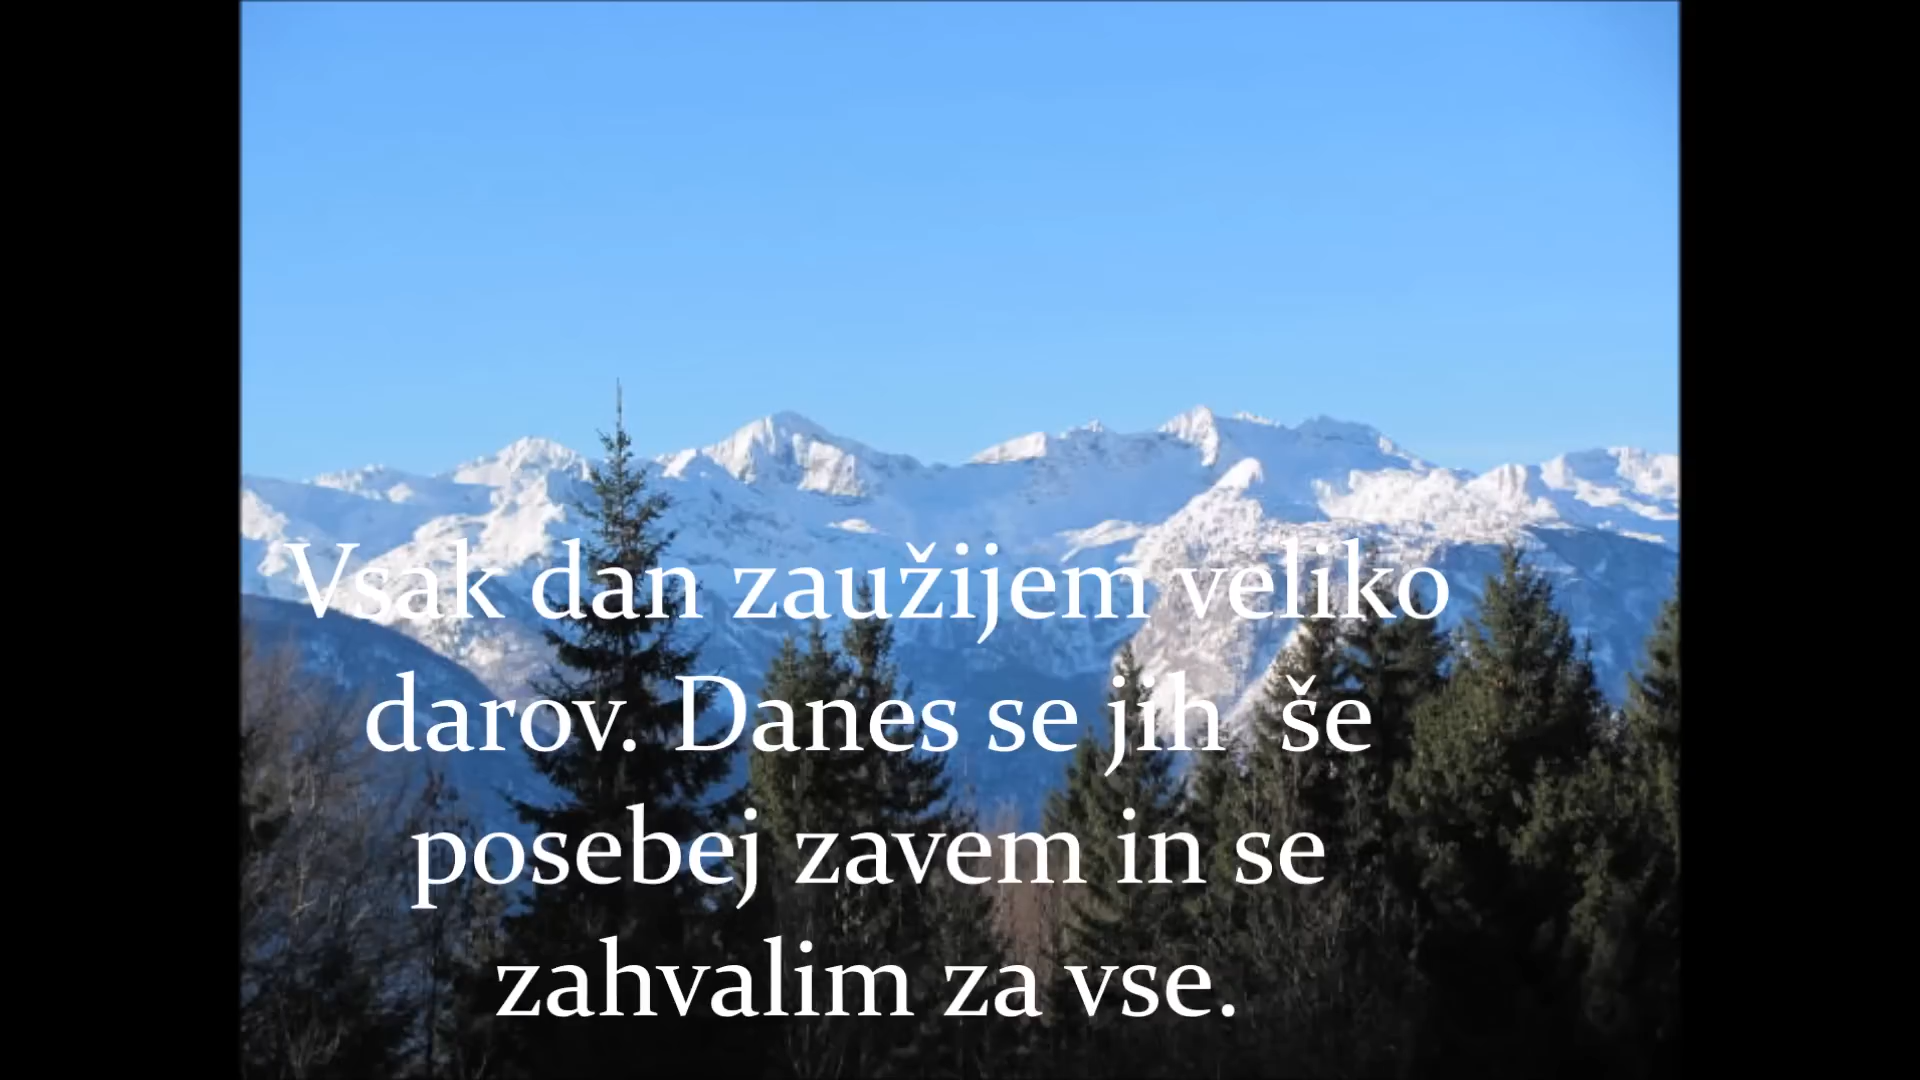 Vsak dan zaužijem veliko
darov. Danes se jih  še
posebej zavem in se
zahvalim za vse.